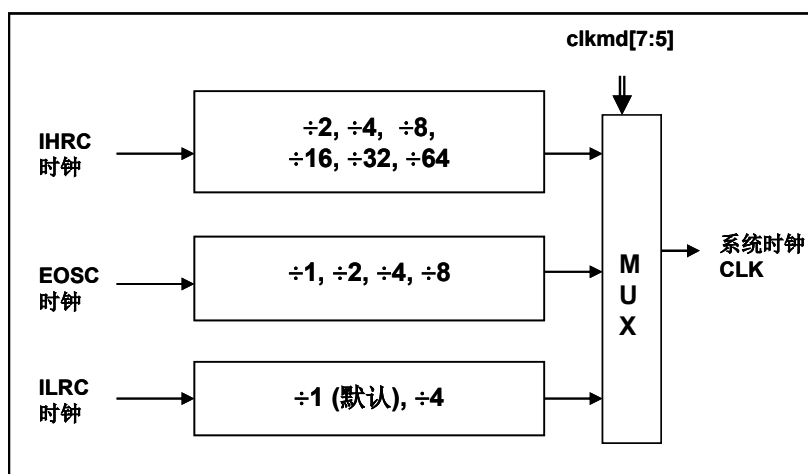 clkmd[7:5]
IHRC
时钟
÷2, ÷4, ÷8,
÷16, ÷32, ÷64
EOSC
时钟
÷1, ÷2, ÷4, ÷8
ILRC
时钟
÷1 (默认), ÷4
M
U
X
系统时钟
CLK